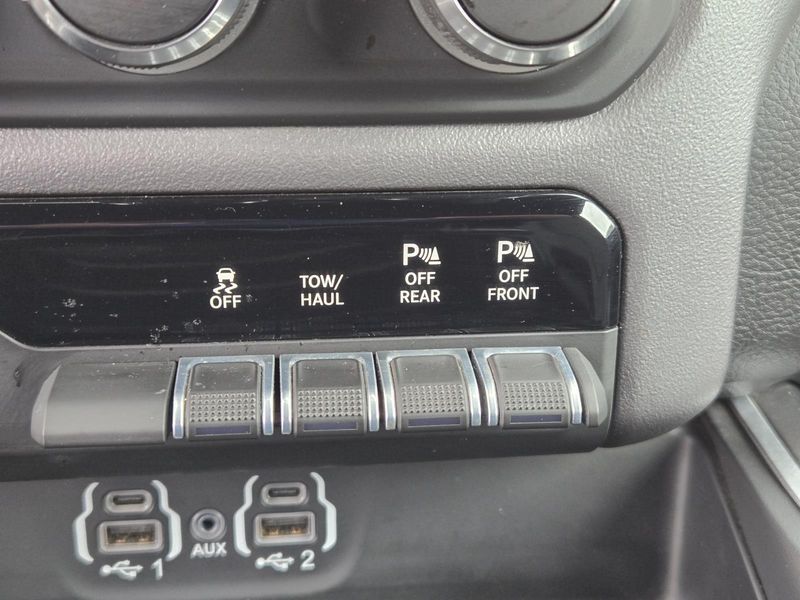 OFF
TOW/
HAUL
P
OFF
REAR
P
OFF
FRONT
1
AUX
2